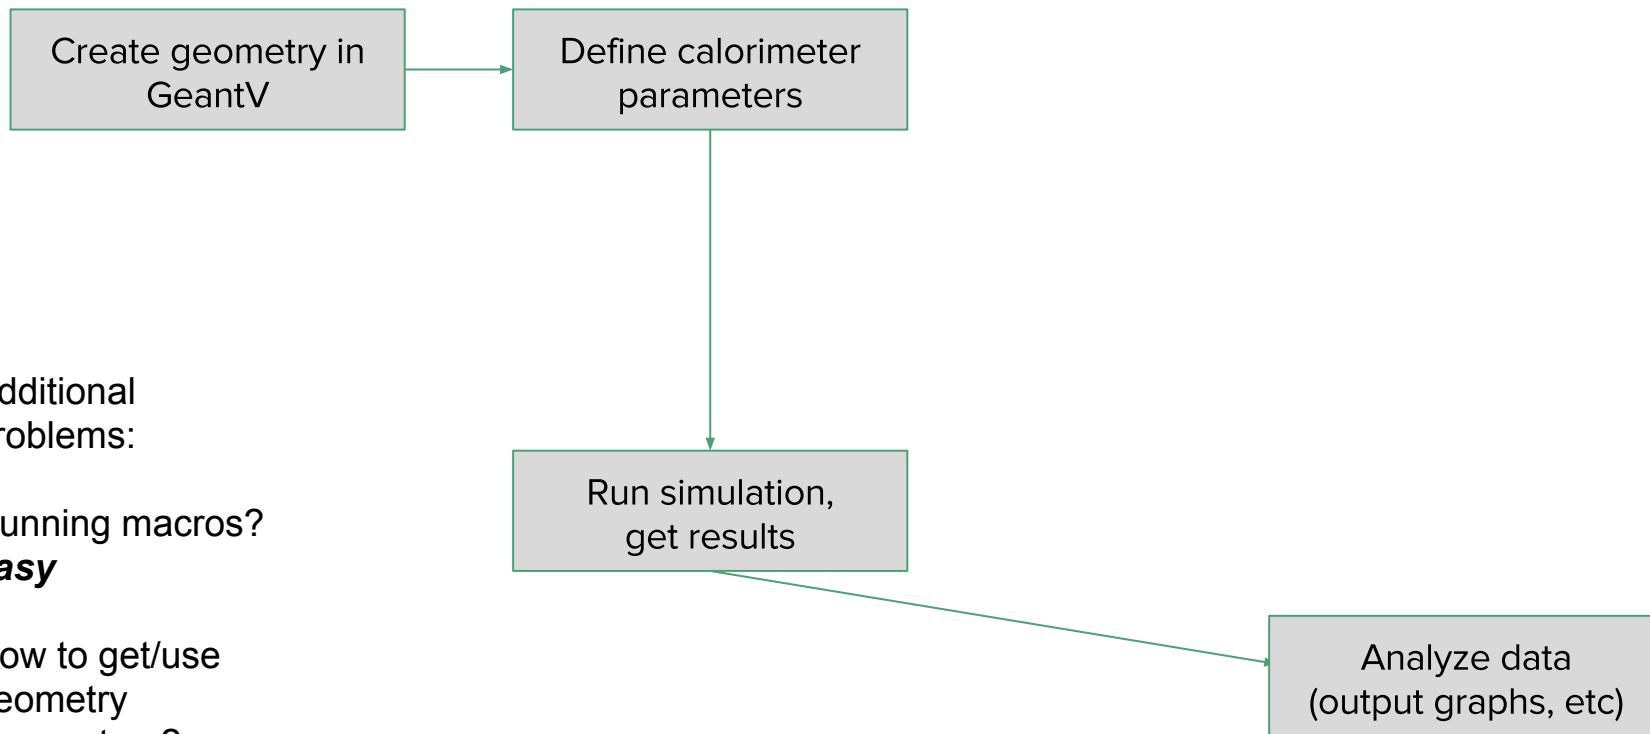 Create geometry in
GeantV
Define calorimeter
parameters
dditional
roblems:
unning macros?
asy
ow to get/use
eometry
Run simulation,
get results
Analyze data
(output graphs, etc)